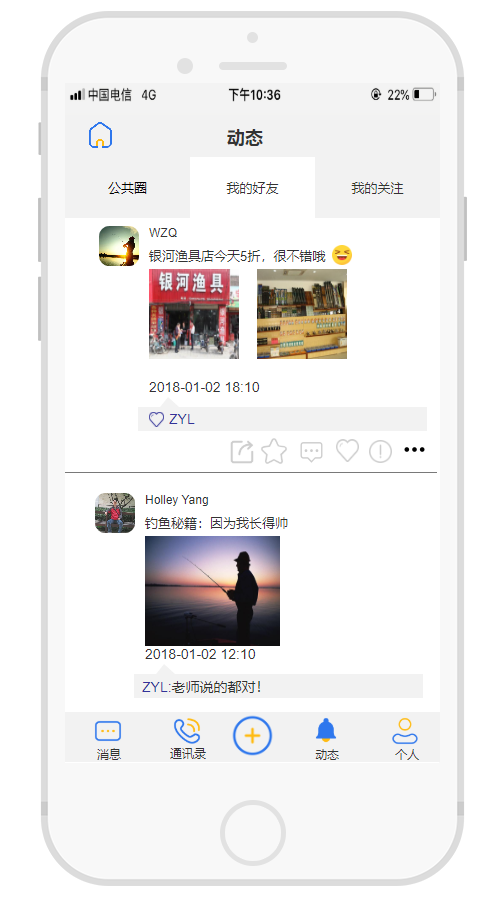 中国电信 4G 下午10:36 22%
动态
公共圈 我的好友 我的关注
WZQ
银河渔具店今天5折，很不错哦
银河渔具
2018-01-02 18:10
ZYL
Holley Yang
钓鱼秘籍：因为我长得帅
2018-01-02 12:10
ZYL:老师说的都对!
消息 通讯录 动态 个人